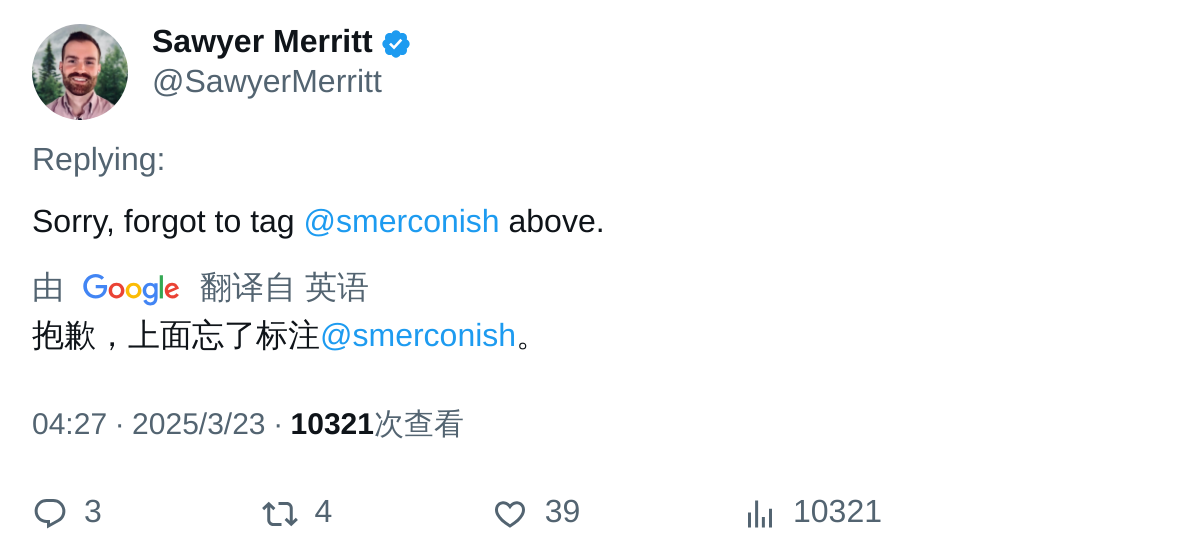 Sawyer Merritt
@SawyerMerritt
Replying:
Sorry, forgot to tag @smerconish above.
由 Google 翻译自 英语
抱歉，上面忘了标注@smerconish。
04:27 · 2025/3/23 · 10321次查看
3 4 39 10321